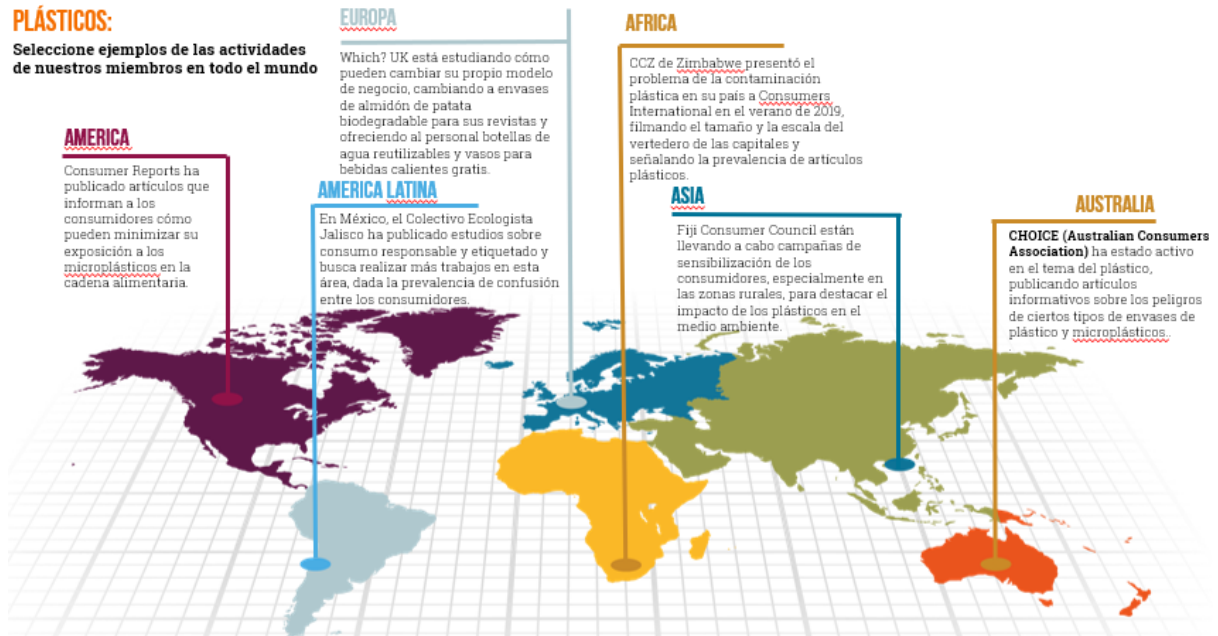 PLÁSTICOS:
Seleccione ejemplos de las actividades
de nuestros miembros en todo el mundo
AMERICA
Consumer Reports ha
publicado artículos que
informan a los
consumidores cómo
pueden minimizar su
exposición a los
microplásticos en la
cadena alimentaria.
EUROPA
Which? UK está estudiando cómo
pueden cambiar su propio modelo
de negocio, cambiando a envases
de almidón de patata
biodegradable para sus revistas y
ofreciendo al personal botellas de
agua reutilizables y vasos para
bebidas calientes gratis.
AMERICA LATINA
En México, el Colectivo Ecologista
Jalisco ha publicado estudios sobre
consumo responsable y etiquetado y
busca realizar más trabajos en esta
área, dada la prevalencia de confusión
entre los consumidores.
AFRICA
CCZ de Zimbabwe presentó el
problema de la contaminación
plástica en su país a Consumers
International en el verano de 2019,
filmando el tamaño y la escala del
vertedero de las capitales y
señalando la prevalencia de artículos
plásticos.
ASIA
Fiji Consumer Council están
llevando a cabo campañas de
sensibilización de los
consumidores, especialmente en
las zonas rurales, para destacar el
impacto de los plásticos en el
medio ambiente.
AUSTRALIA
CHOICE (Australian Consumers
Association) ha estado activo
en el tema del plástico,
publicando artículos
informativos sobre los peligros
de ciertos tipos de envases de
plástico y microplásticos..